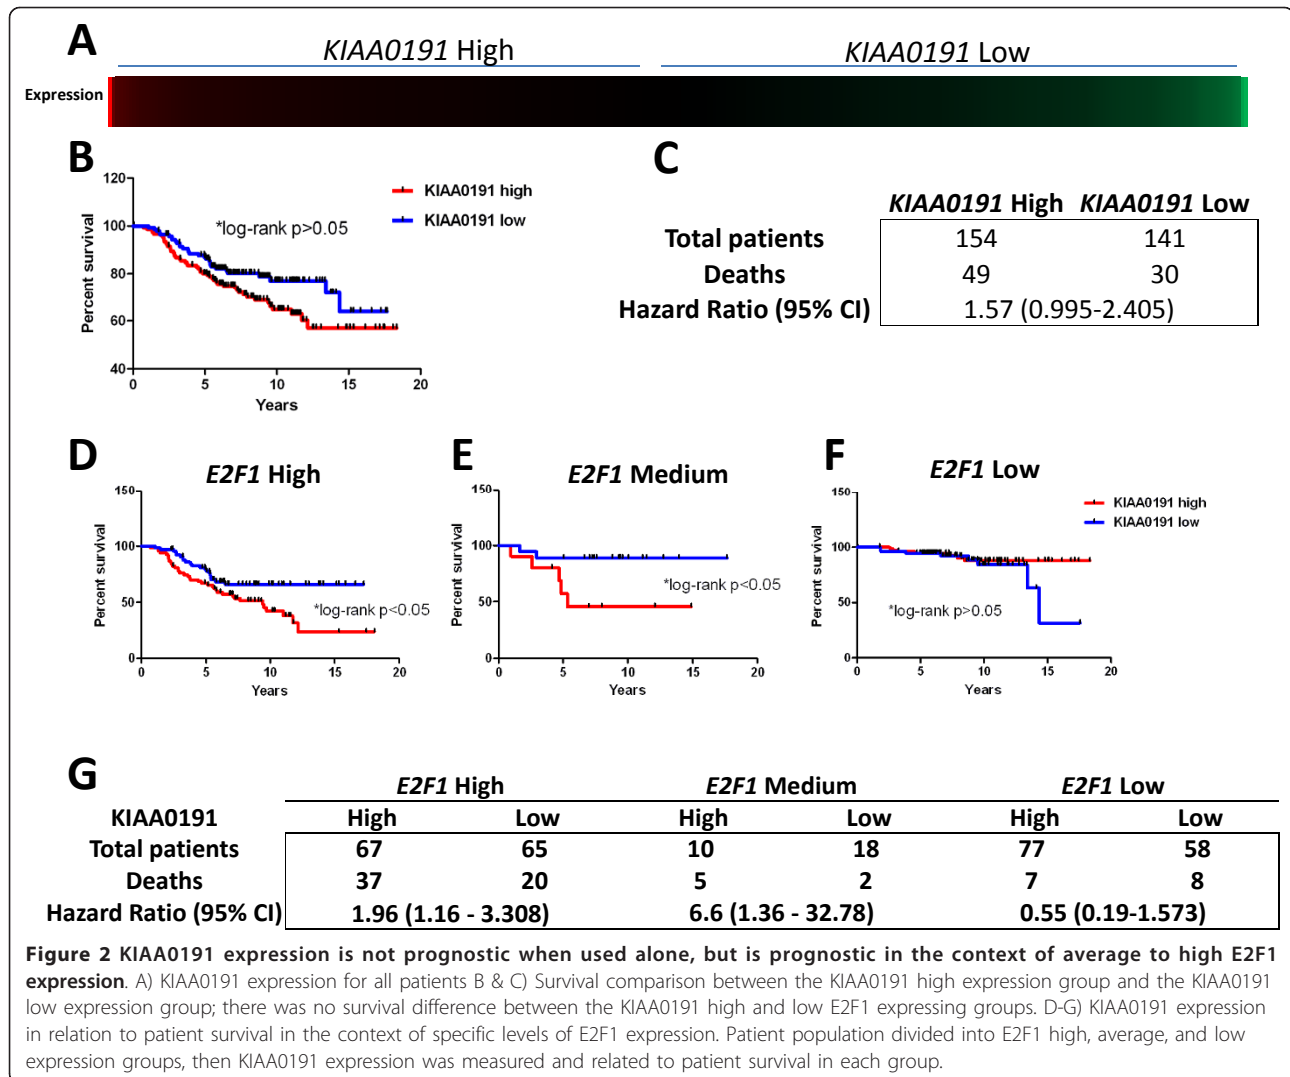 A
KIAA0191 High
KIAA0191 Low
Expression
B
120
100
80
60
40
Percent survival
0 5 10 15 20
Years
*log-rank p>0.05
KIAA0191 high
KIAA0191 low
C
KIAA0191 High KIAA0191 Low
Total patients 154 141
Deaths 49 30
Hazard Ratio (95% CI) 1.57 (0.995-2.405)
D
E2F1 High
150
100
50
0
Percent survival
0 5 10 15 20
Years
*log-rank p<0.05
E
E2F1 Medium
150
100
50
0
Percent survival
0 5 10 15 20
Years
*log-rank p<0.05
F
E2F1 Low
150
100
50
0
Percent survival
0 5 10 15 20
Years
*log-rank p>0.05
KIAA0191 high
KIAA0191 low
G
E2F1 High E2F1 Medium E2F1 Low
KIAA0191 High Low High Low High Low
Total patients 67 65 10 18 77 58
Deaths 37 20 5 2 7 8
Hazard Ratio (95% CI) 1.96 (1.16 - 3.308) 6.6 (1.36 - 32.78) 0.55 (0.19-1.573)
Figure 2 KIAA0191 expression is not prognostic when used alone, but is prognostic in the context of average to high E2F1
expression. A) KIAA0191 expression for all patients B & C) Survival comparison between the KIAA0191 high expression group and the KIAA0191
low expression group; there was no survival difference between the KIAA0191 high and low E2F1 expressing groups. D-G) KIAA0191 expression
in relation to patient survival in the context of specific levels of E2F1 expression. Patient population divided into E2F1 high, average, and low
expression groups, then KIAA0191 expression was measured and related to patient survival in each group.